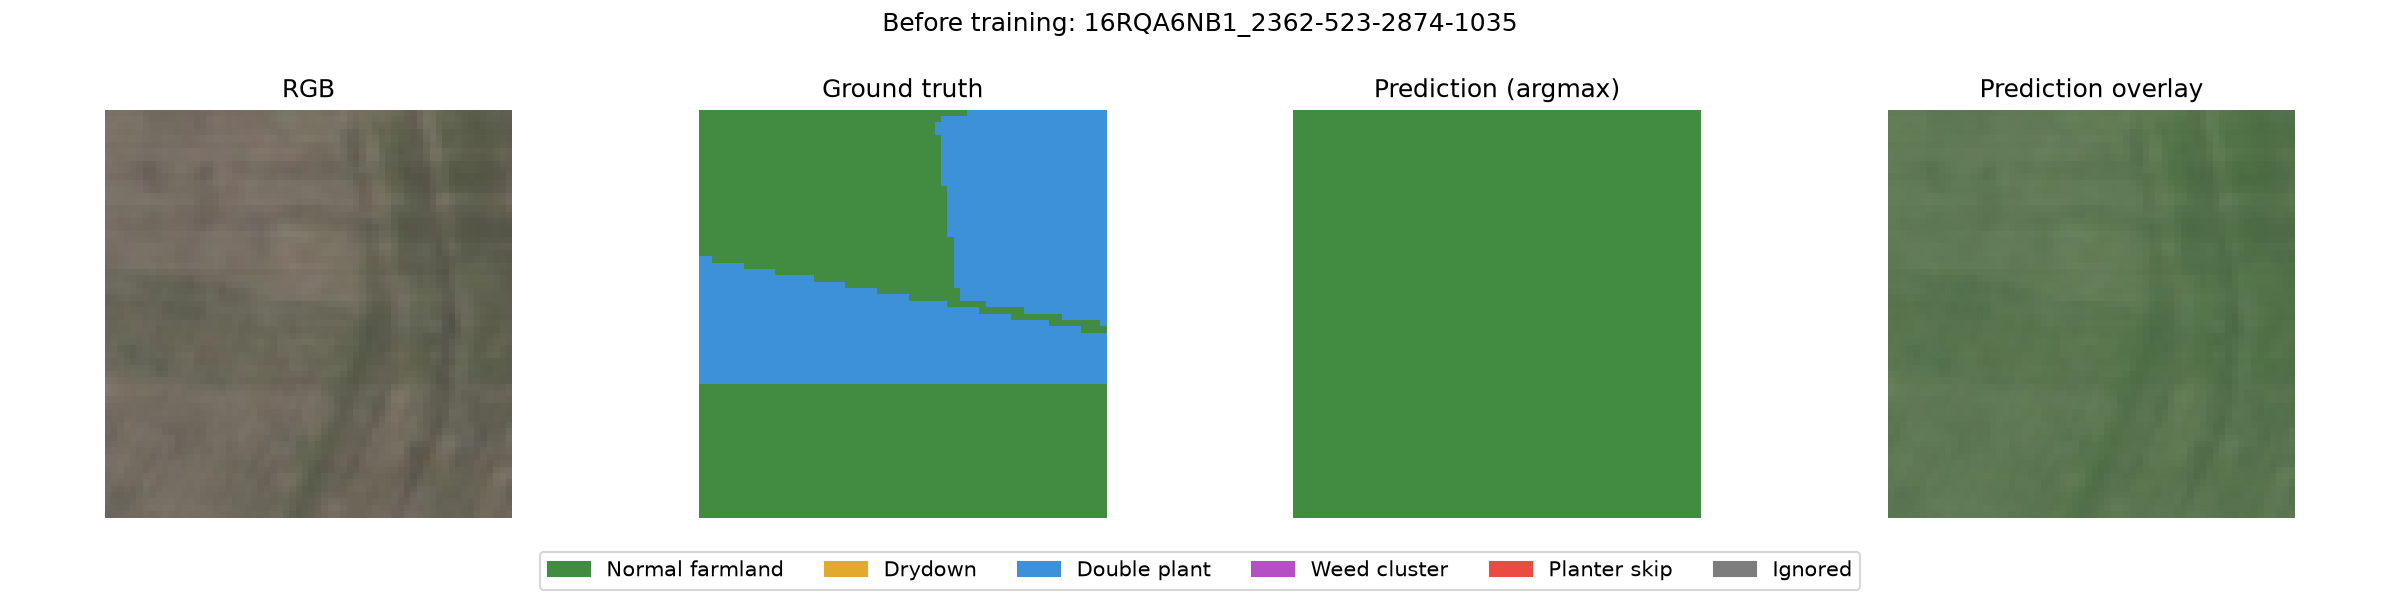 Before training: 16RQA6NB1_2362-523-2874-1035
RGB
Ground truth
Prediction (argmax)
Prediction overlay
Normal farmland
Drydown
Double plant
Weed cluster
Planter skip
Ignored